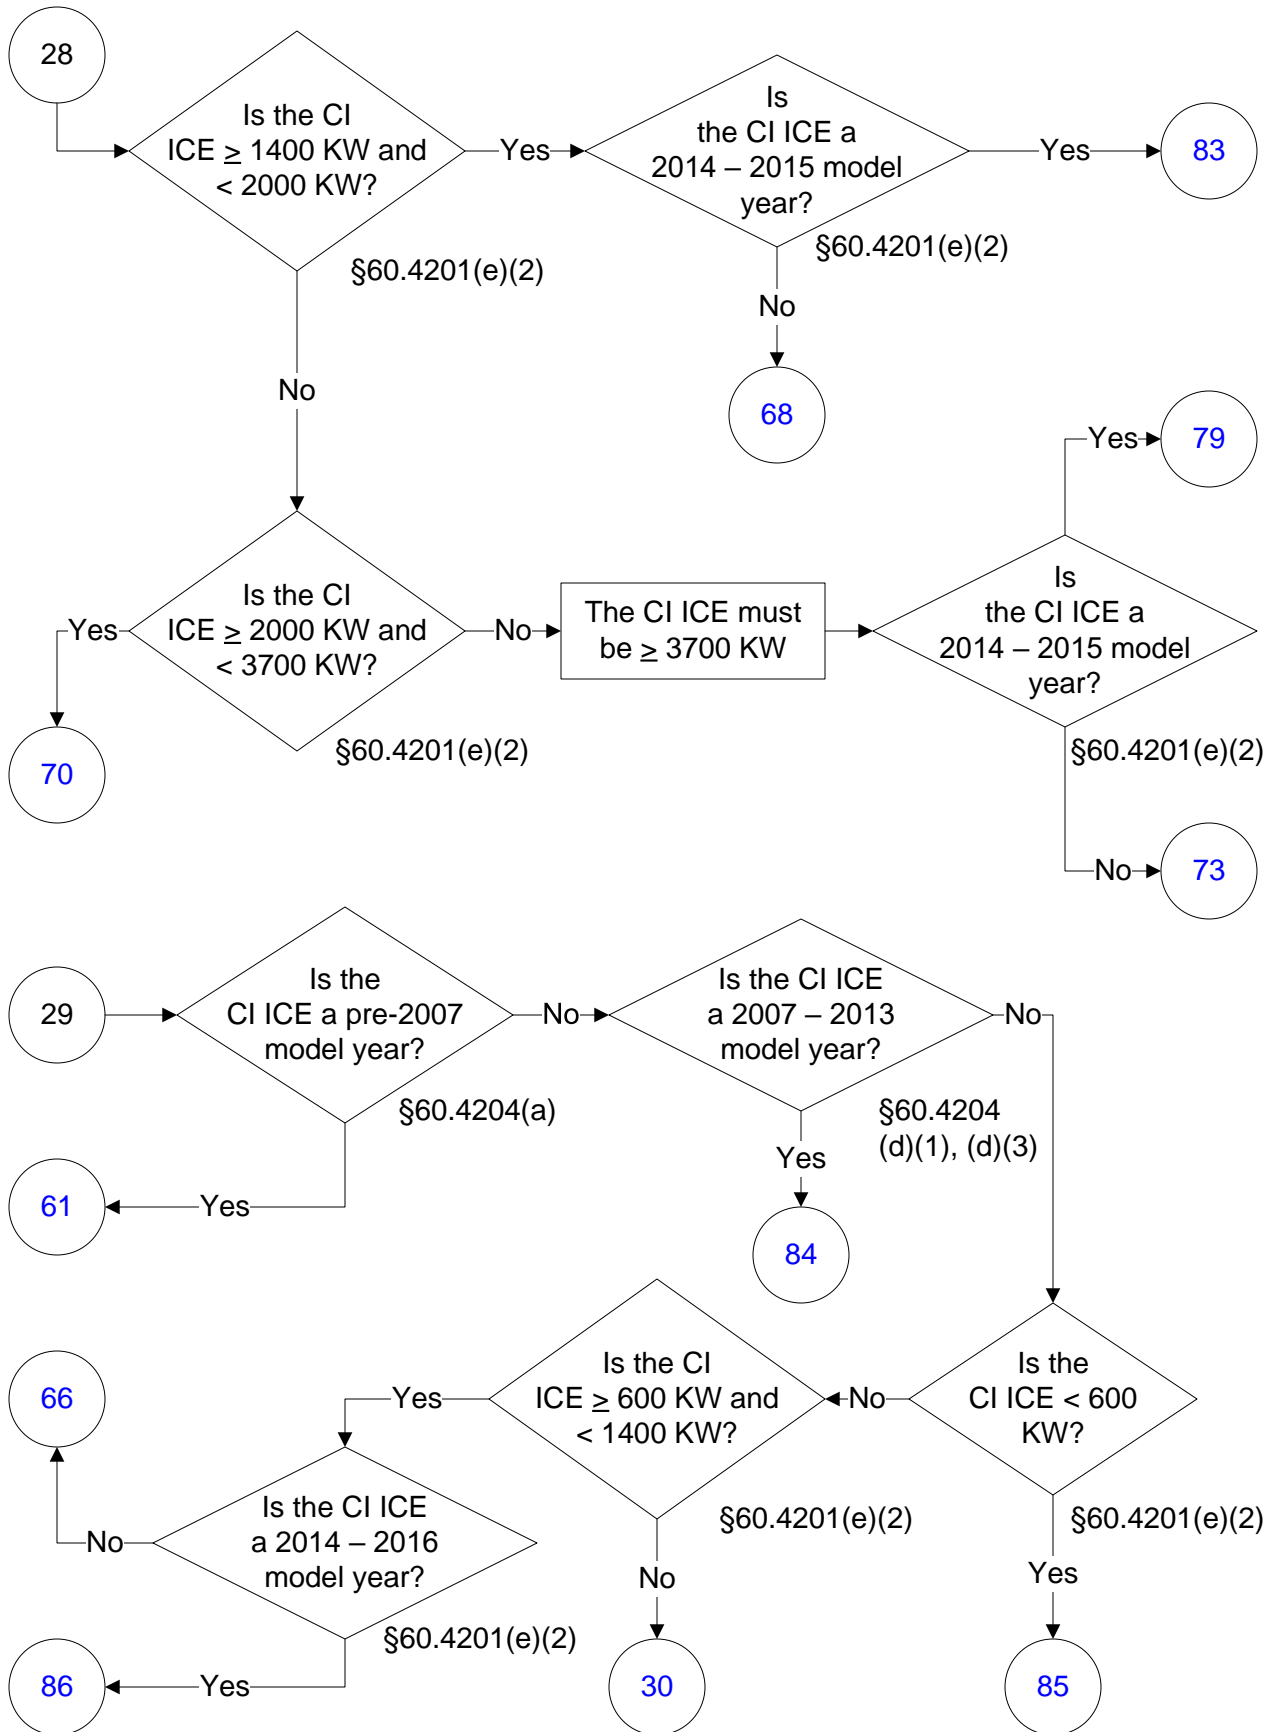 28
Is the CI
ICE ≥ 1400 KW and
< 2000 KW?
§60.4201(e)(2)
Yes
Is
the CI ICE a
2014 – 2015 model
year?
§60.4201(e)(2)
Yes
83
No
68
No
Is the CI
ICE ≥ 2000 KW and
< 3700 KW?
§60.4201(e)(2)
Yes
70
No
The CI ICE must
be ≥ 3700 KW
Is
the CI ICE a
2014 – 2015 model
year?
§60.4201(e)(2)
Yes
79
No
73
29
Is the
CI ICE a pre-2007
model year?
§60.4204(a)
Yes
61
No
Is the CI ICE
a 2007 – 2013
model year?
§60.4204
(d)(1), (d)(3)
Yes
84
No
Is the
CI ICE < 600
KW?
§60.4201(e)(2)
Yes
85
No
Is the CI
ICE ≥ 600 KW and
< 1400 KW?
§60.4201(e)(2)
No
30
Yes
Is the CI ICE
a 2014 – 2016
model year?
§60.4201(e)(2)
No
66
Yes
86